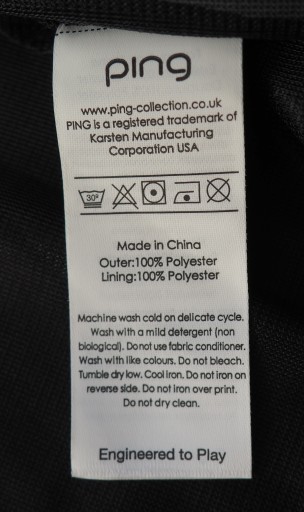 ping
www.ping-collection.co.uk
PING is a registered trademark of
Karsten Manufacturing
Corporation USA
30°
Made in China
Outer:100% Polyester
Lining:100% Polyester
Machine wash cold on delicate cycle.
Wash with a mild detergent (non
biological). Do not use fabric conditioner.
Wash with like colours. Do not bleach.
Tumble dry low. Cool iron. Do not iron on
reverse side. Do not iron over print.
Do not dry clean.
Engineered to Play